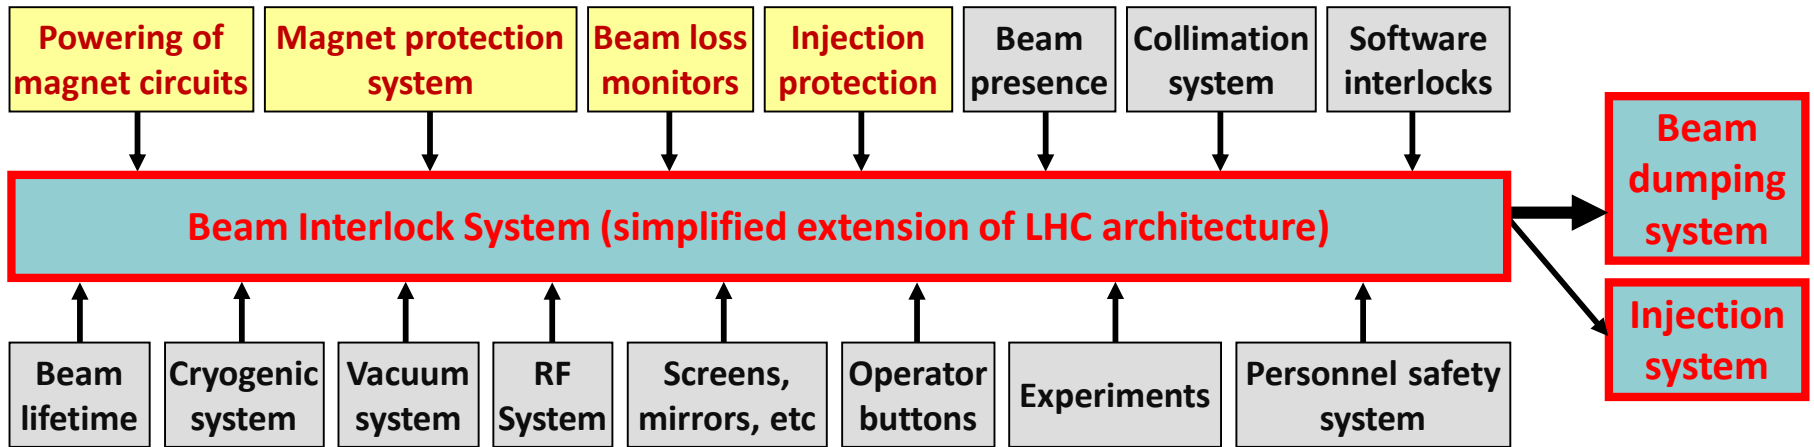 Powering of
magnet circuits
Magnet protection
system
Beam loss
monitors
Injection
protection
Beam
presence
Collimation
system
Software
interlocks
Beam
dumping
system
Beam Interlock System (simplified extension of LHC architecture)
Injection
system
Beam
lifetime
Cryogenic
system
Vacuum
system
RF
System
Screens,
mirrors, etc
Operator
buttons
Experiments
Personnel safety
system